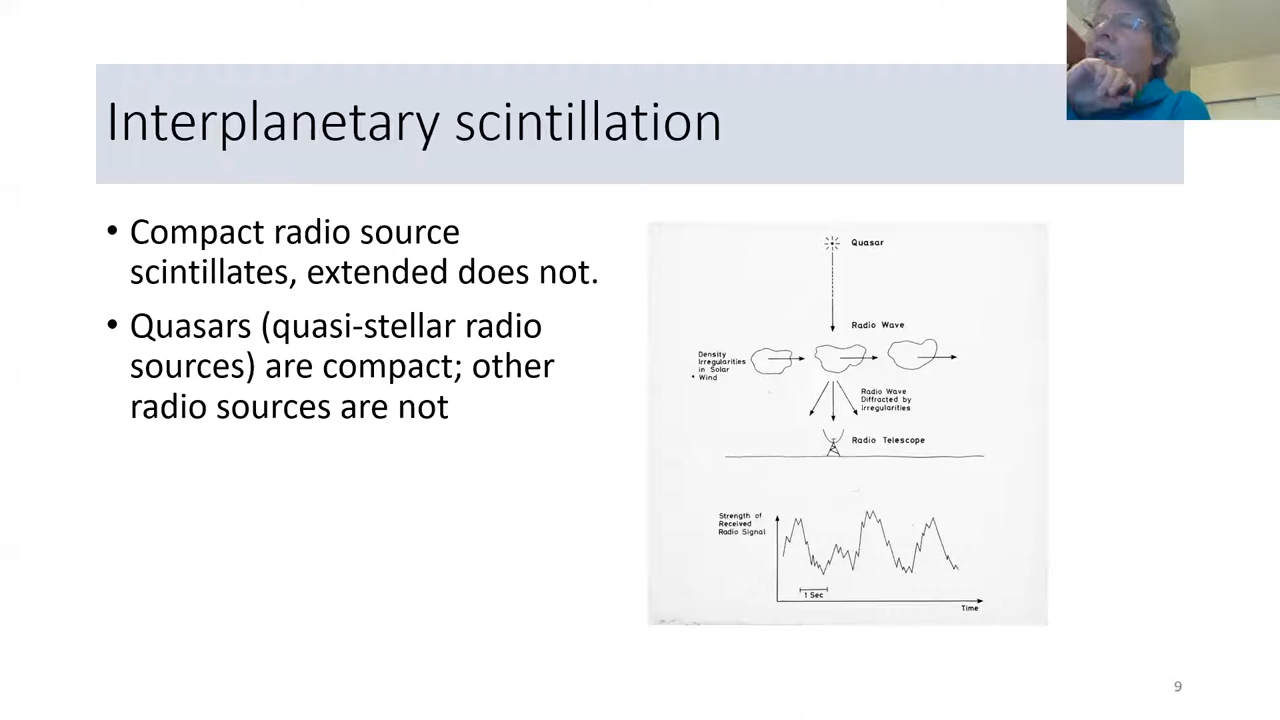 Interplanetary scintillation
• Compact radio source
scintillates, extended does not.
• Quasars (quasi-stellar radio
sources) are compact; other
radio sources are not
Quasar
Radio Wave
Density
Irregularities
in Solar
Wind
Radio Wave
Diffracted by
Irregularities
Radio Telescope
Strength of
Received
Radio Signal
1 Sec
Time
9